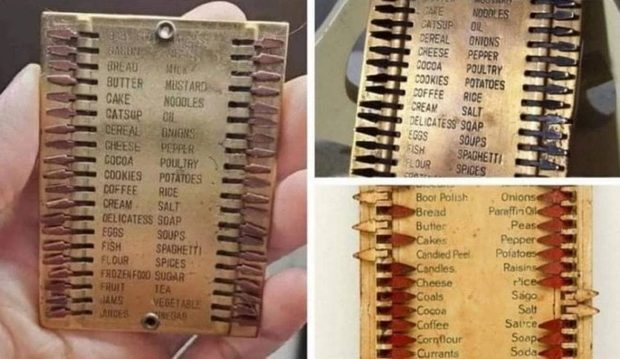 BREAD MILK
BUTTER MUSTARD
CAKE NOODLES
CATSUP OIL
CEREAL ONIONS
CHEESE PEPPER
COCOA POULTRY
COOKIES POTATOES
COFFEE RICE
CREAM SALT
DELICATESS SOAP
EGGS SOUPS
FISH SPAGHETTI
FLOUR SPICES
FROZEN FOOD SUGAR
FRUIT TEA
JAMS VEGETABLE
JUICES VINEGAR
MUSTARD
CAKE NOODLES
CATSUP OIL
CEREAL ONIONS
CHEESE PEPPER
COCOA POULTRY
COOKIES POTATOES
COFFEE RICE
CREAM SALT
DELICATESS SOAP
EGGS SOUPS
FISH SPAGHETTI
FLOUR SPICES
Boot Polish Onions
Bread Paraffin Oil
Butter Peas
Cakes Pepper
Candied Peel Potatoes
Candles Raisins
Cheese Rice
Coals Sago
Cocoa Salt
Coffee Sauce
Cornflour Soap
Currants Soda